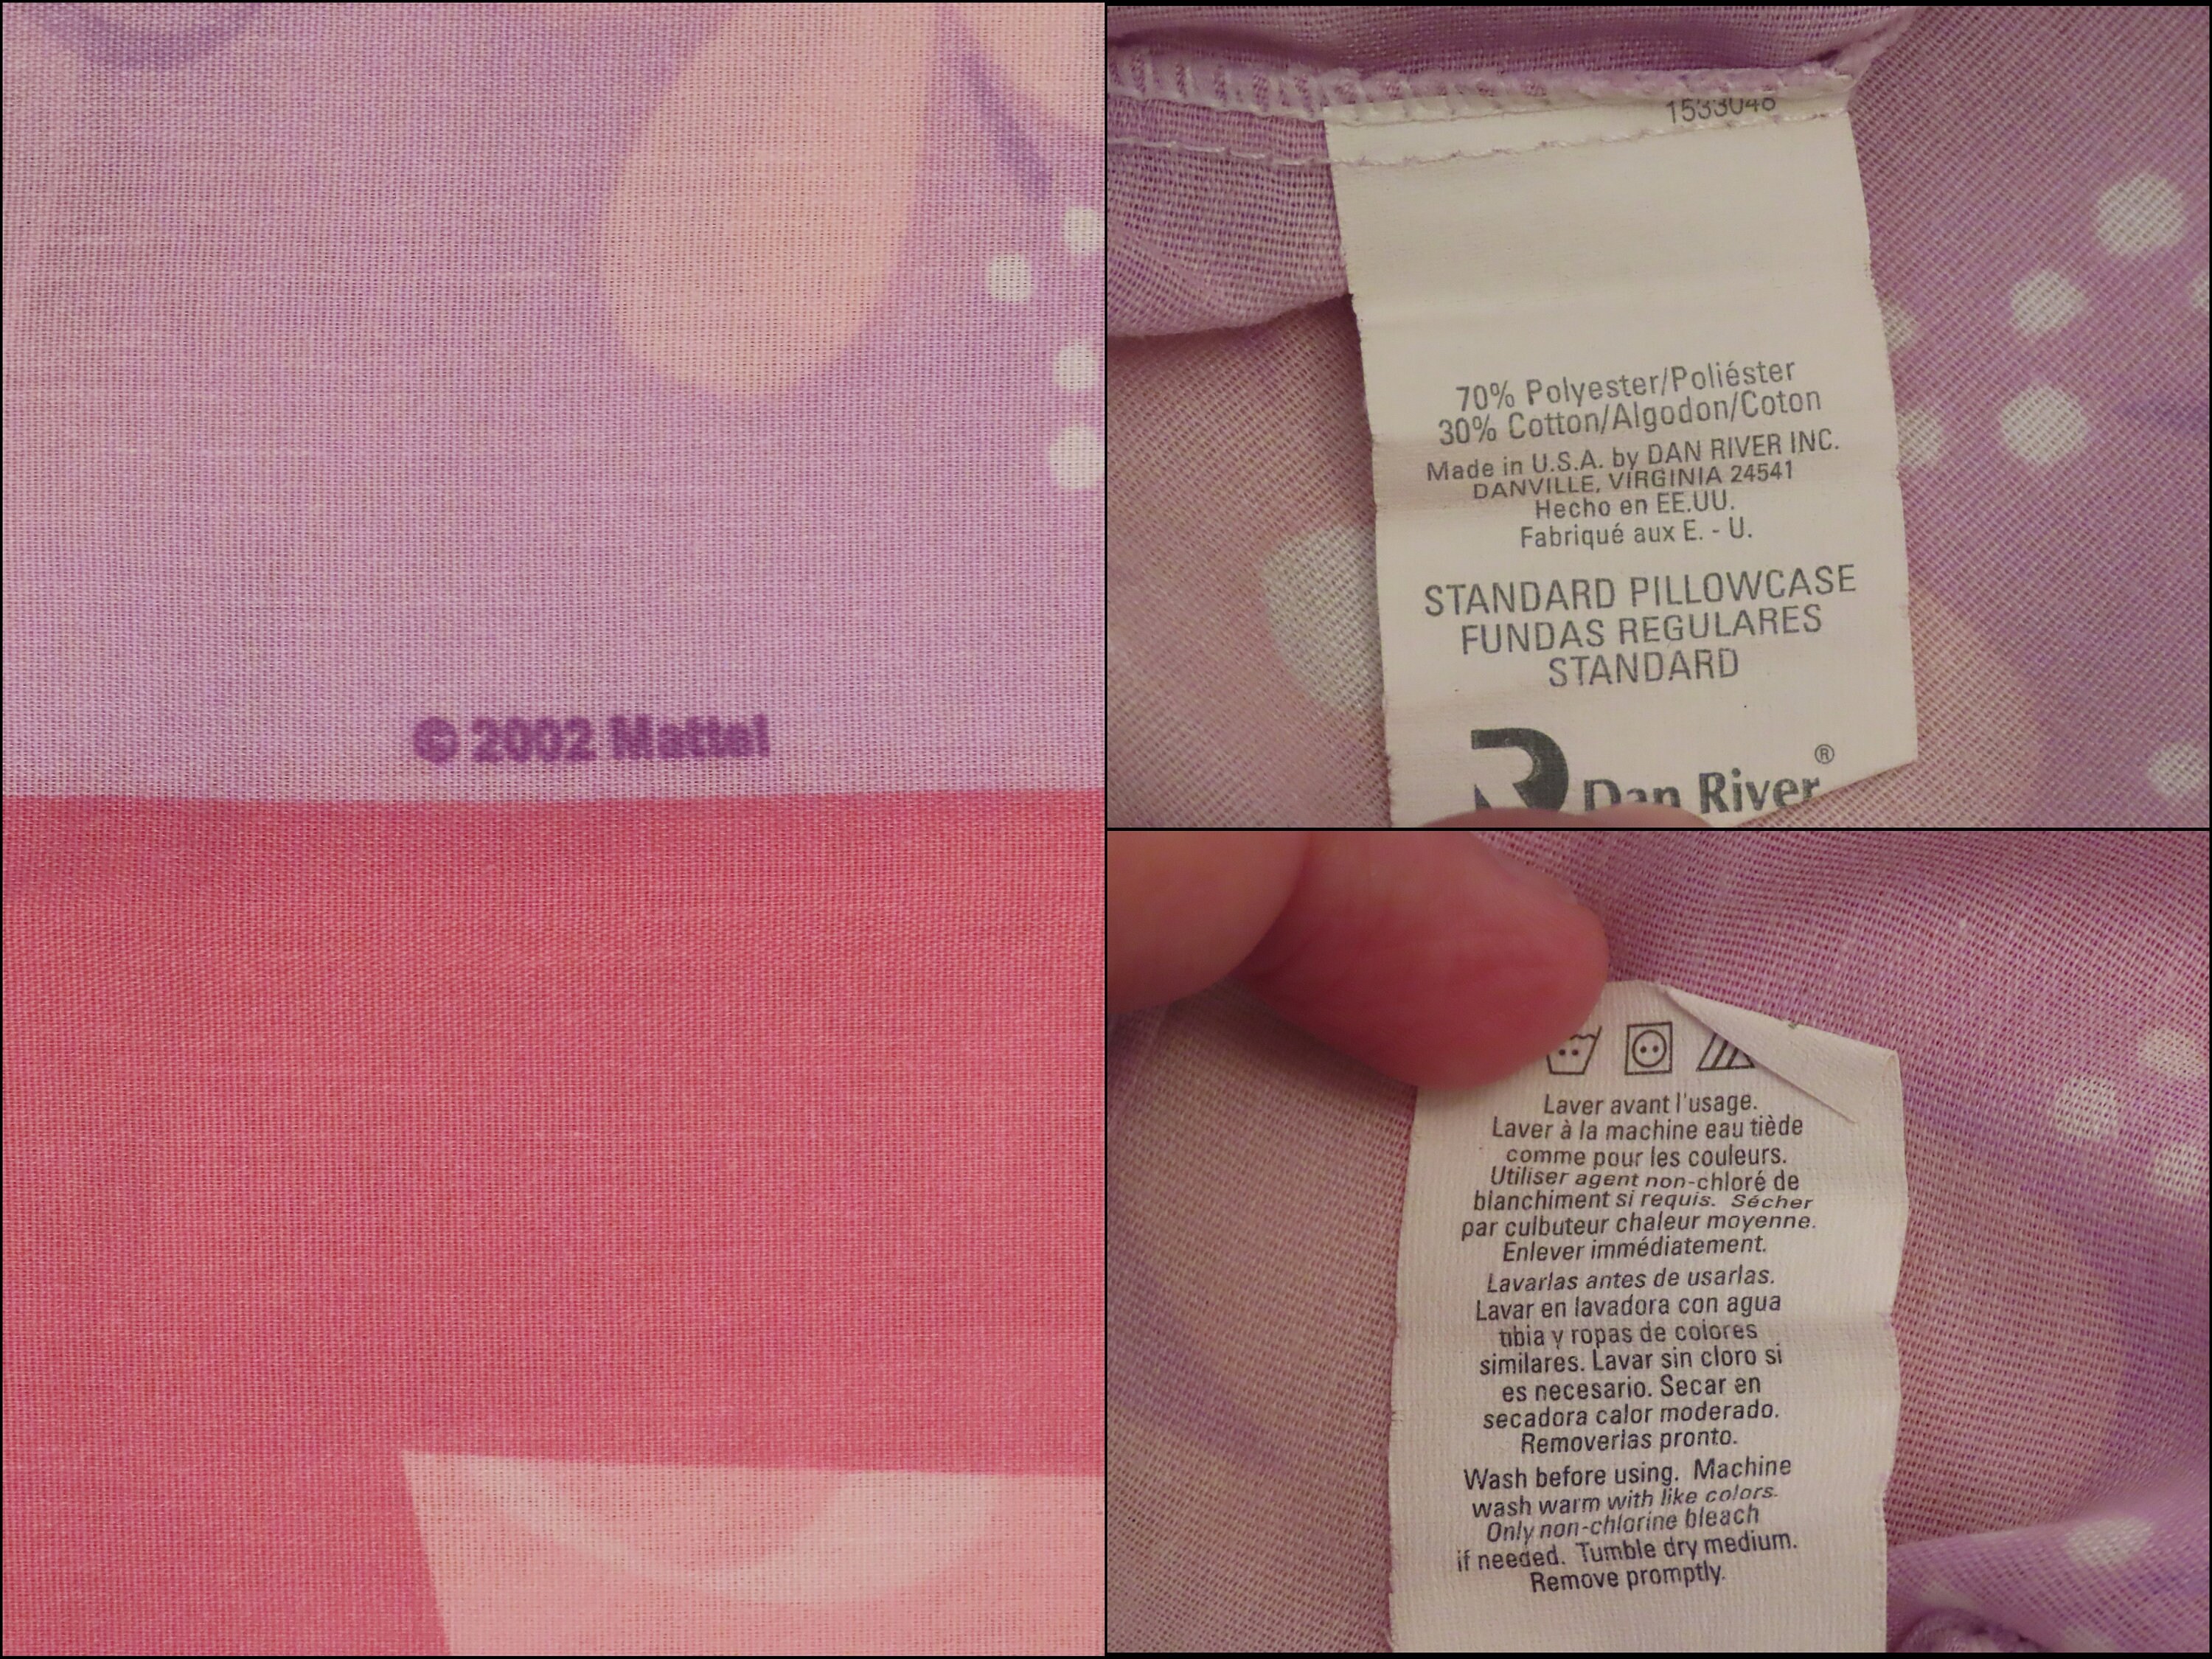 © 2002 Mattel
1533046
70% Polyester/Poliéster
30% Cotton/Algodon/Coton
Made in U.S.A. by DAN RIVER INC.
DANVILLE, VIRGINIA 24541
Hecho en EE.UU.
Fabriqué aux E. - U.
STANDARD PILLOWCASE
FUNDAS REGULARES
STANDARD
Dan River®
Laver avant l'usage.
Laver à la machine eau tiède
comme pour les couleurs.
Utiliser agent non-chloré de
blanchiment si requis. Sécher
par culbuteur chaleur moyenne.
Enlever immédiatement.
Lavarlas antes de usarlas.
Lavar en lavadora con agua
tibia y ropas de colores
similares. Lavar sin cloro si
es necesario. Secar en
secadora calor moderado.
Removerlas pronto.
Wash before using. Machine
wash warm with like colors.
Only non-chlorine bleach
if needed. Tumble dry medium.
Remove promptly.